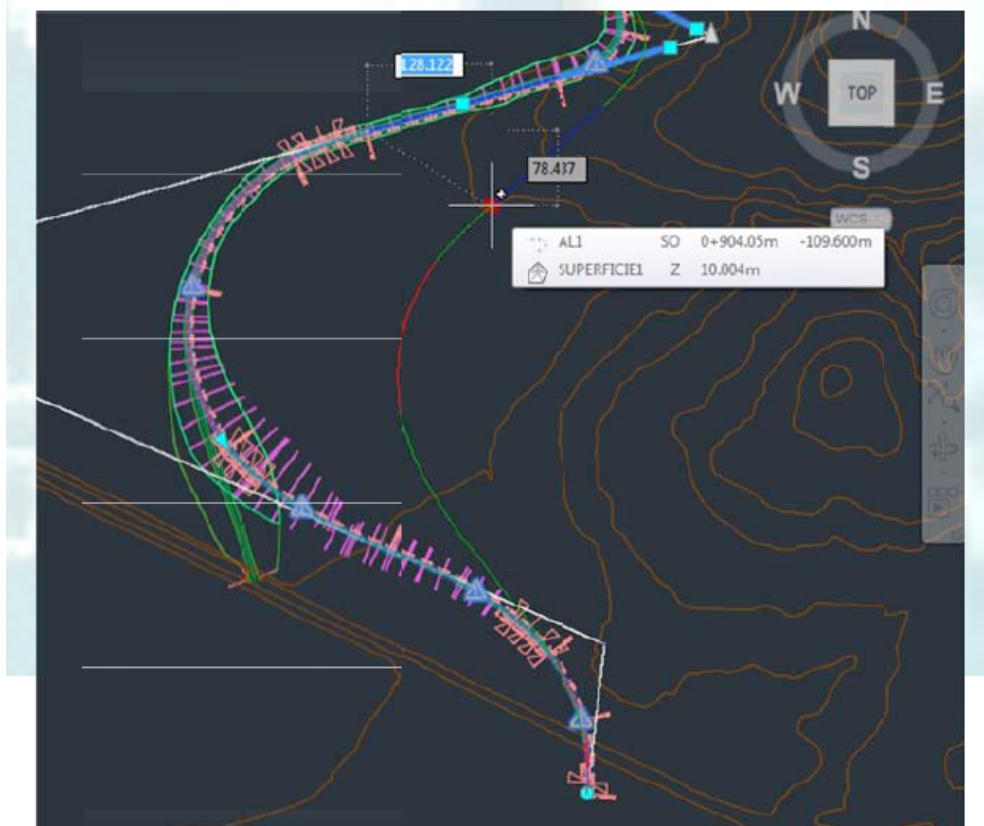 N
128.122
W TOP E
S
78.437
WCS
AL1 SO 0+904.05m -109.600m
SUPERFICIE1 Z 10.004m